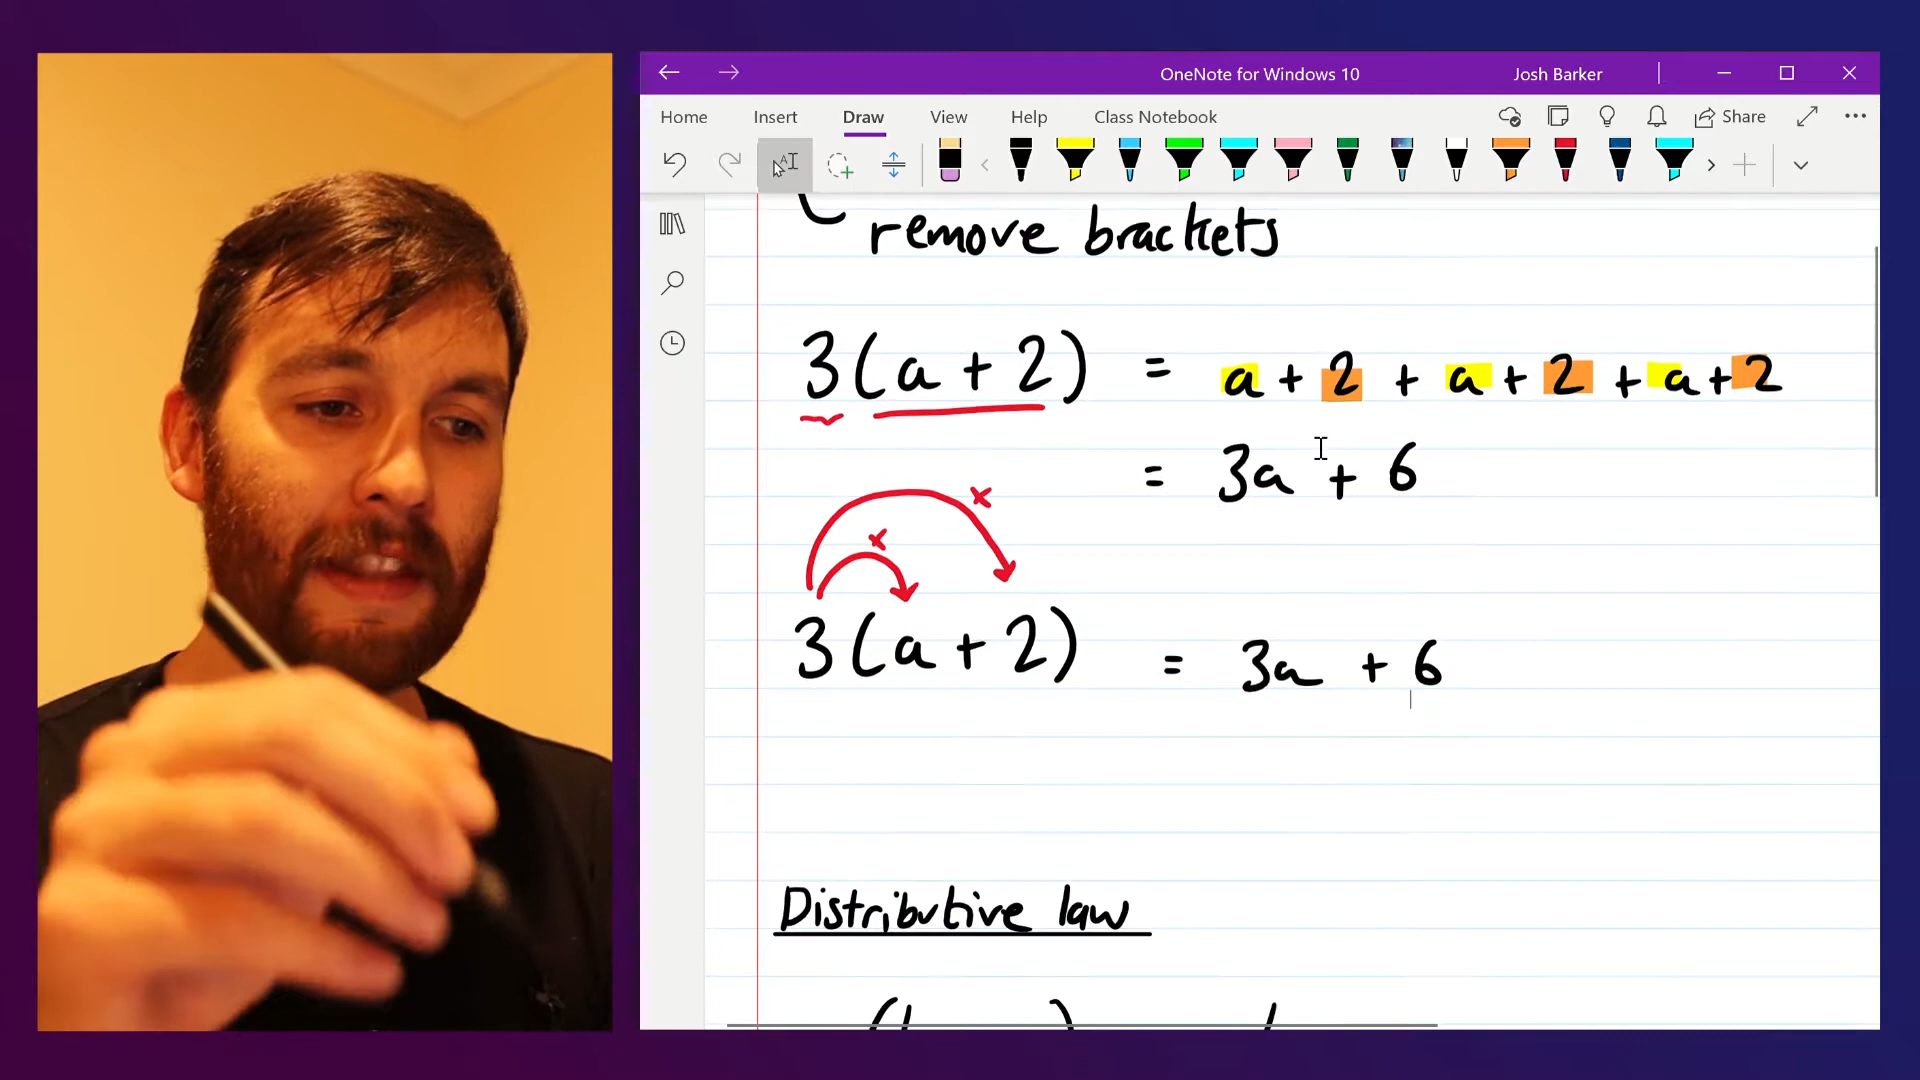 OneNote for Windows 10 Josh Barker
Home Insert Draw View Help Class Notebook Share
remove brackets
3(a + 2) = a + 2 + a + 2 + a + 2
= 3a + 6
x
x
3(a + 2) = 3a + 6
Distributive law